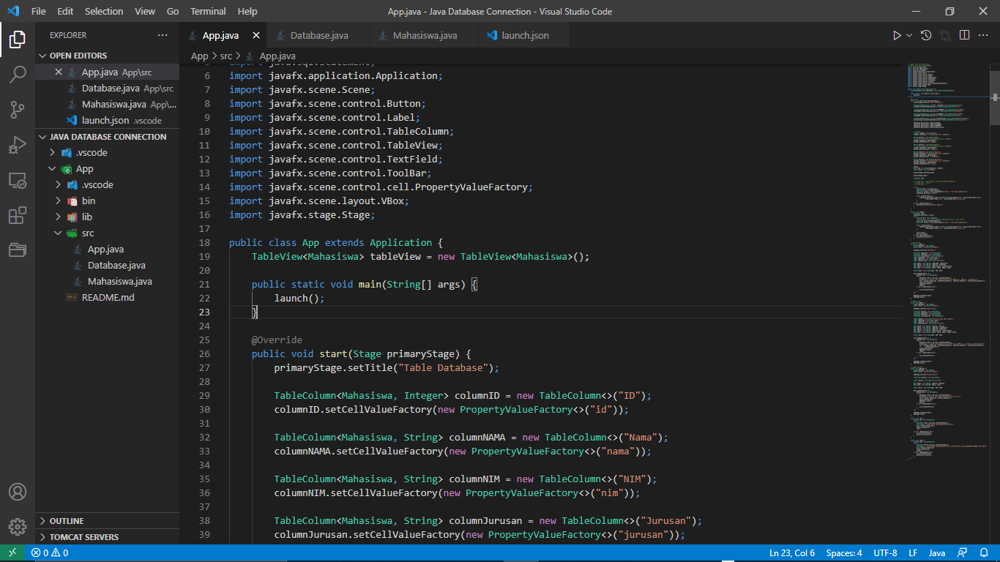 File Edit Selection View Go Terminal Help
App.java - Java Database Connection - Visual Studio Code
EXPLORER
OPEN EDITORS
App.java App\src
Database.java App\src
Mahasiswa.java App\...
launch.json .vscode
JAVA DATABASE CONNECTION
.vscode
App
.vscode
bin
lib
src
App.java
Database.java
Mahasiswa.java
README.md
OUTLINE
TOMCAT SERVERS
App.java Database.java Mahasiswa.java launch.json
App > src > App.java
5 import java.sql.Statement;
6 import javafx.application.Application;
7 import javafx.scene.Scene;
8 import javafx.scene.control.Button;
9 import javafx.scene.control.Label;
10 import javafx.scene.control.TableColumn;
11 import javafx.scene.control.TableView;
12 import javafx.scene.control.TextField;
13 import javafx.scene.control.ToolBar;
14 import javafx.scene.control.cell.PropertyValueFactory;
15 import javafx.scene.layout.VBox;
16 import javafx.stage.Stage;
17
18 public class App extends Application {
19 TableView<Mahasiswa> tableView = new TableView<Mahasiswa>();
20
21 public static void main(String[] args) {
22 launch();
23 }
24
25 @Override
26 public void start(Stage primaryStage) {
27 primaryStage.setTitle("Table Database");
28
29 TableColumn<Mahasiswa, Integer> columnID = new TableColumn<>("ID");
30 columnID.setCellValueFactory(new PropertyValueFactory<>("id"));
31
32 TableColumn<Mahasiswa, String> columnNAMA = new TableColumn<>("Nama");
33 columnNAMA.setCellValueFactory(new PropertyValueFactory<>("nama"));
34
35 TableColumn<Mahasiswa, String> columnNIM = new TableColumn<>("NIM");
36 columnNIM.setCellValueFactory(new PropertyValueFactory<>("nim"));
37
38 TableColumn<Mahasiswa, String> columnJurusan = new TableColumn<>("Jurusan");
39 columnJurusan.setCellValueFactory(new PropertyValueFactory<>("jurusan"));
0 0
Ln 23, Col 6 Spaces: 4 UTF-8 LF Java